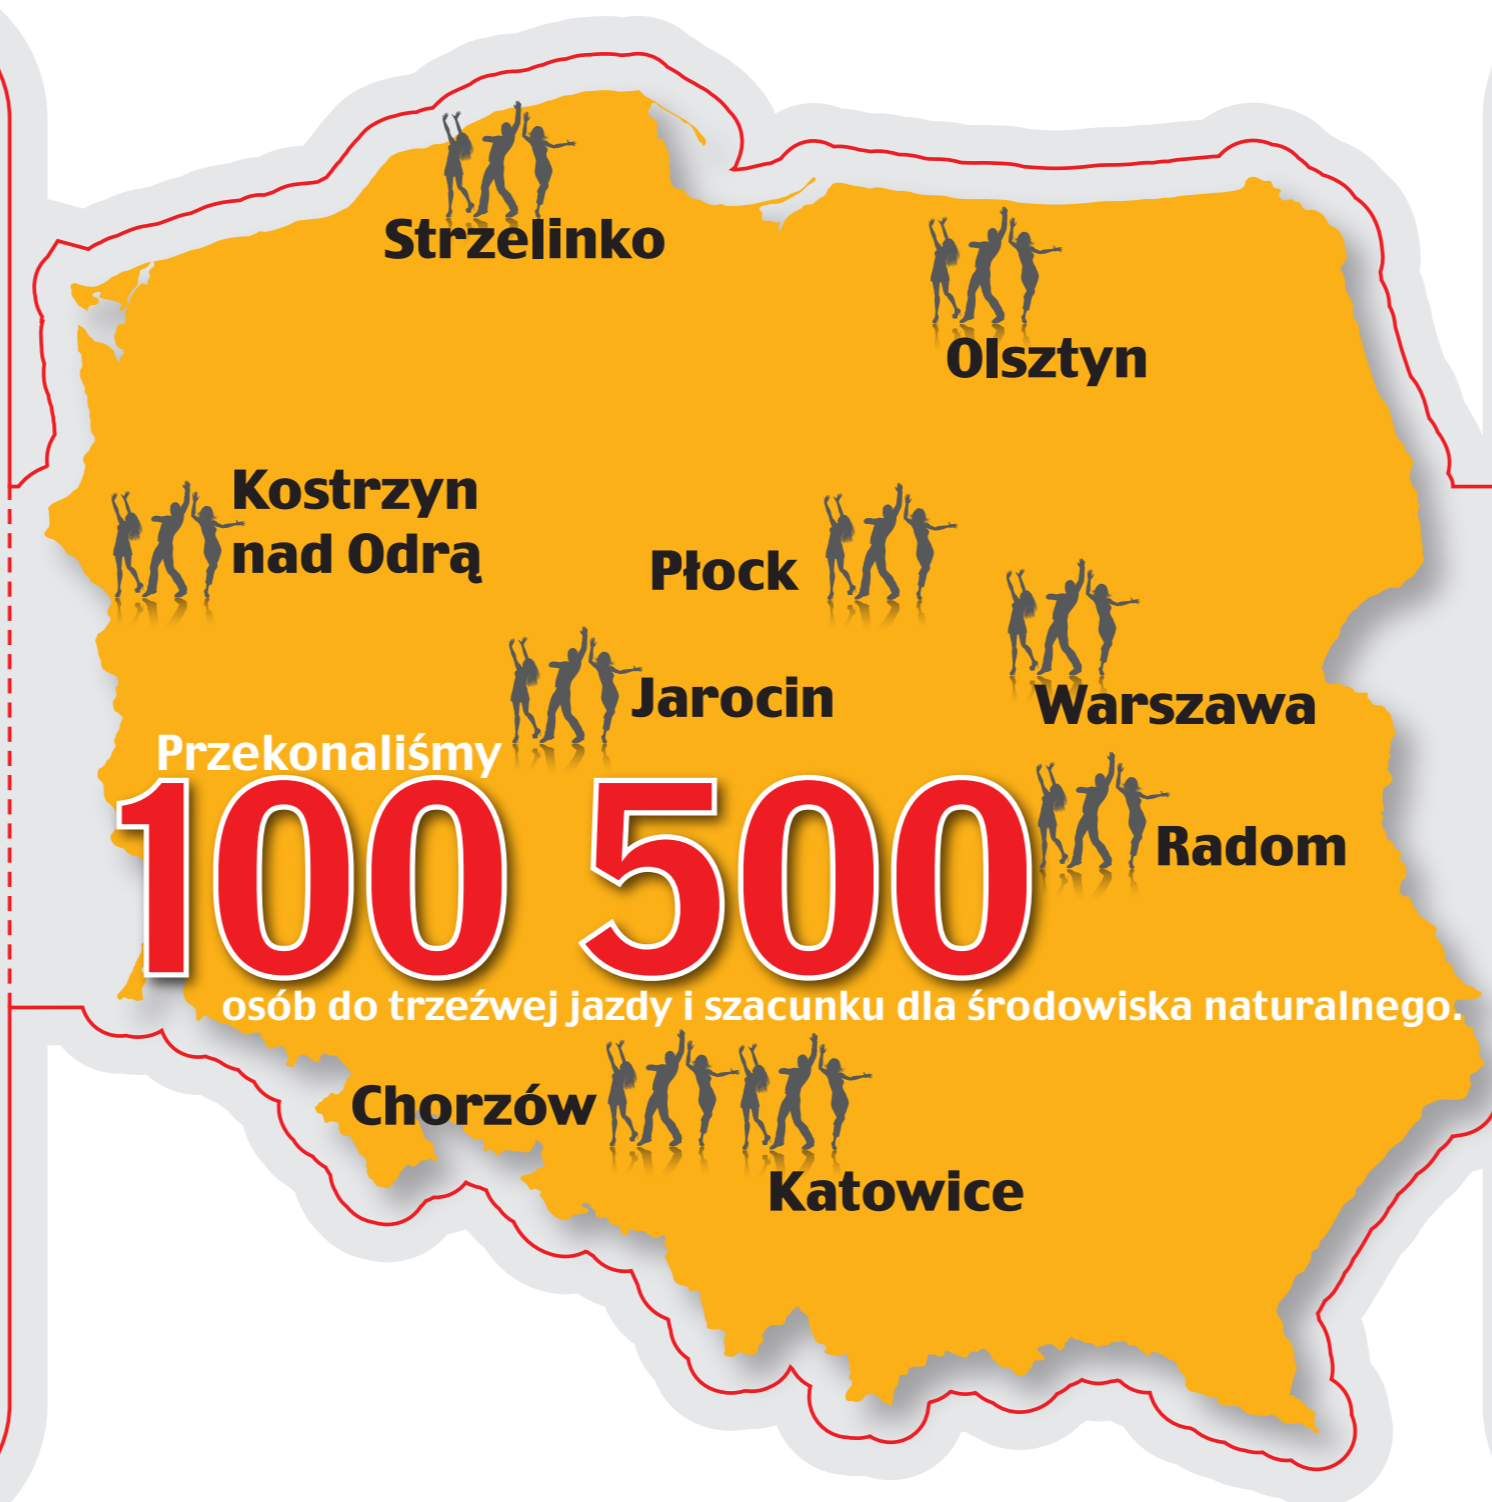 Strzelinko
Olsztyn
Kostrzyn
nad Odrą
Płock
Jarocin
Warszawa
Przekonaliśmy
100 500
Radom
osób do trzeźwej jazdy i szacunku dla środowiska naturalnego.
Chorzów
Katowice